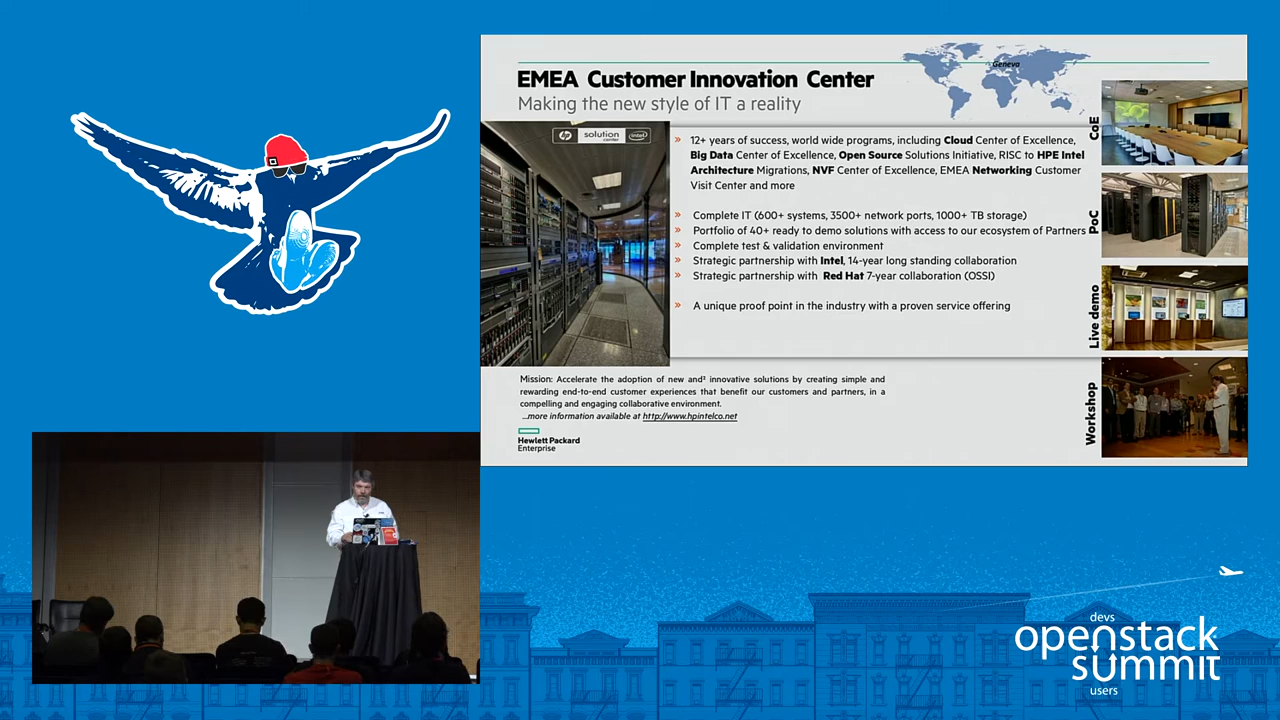 EMEA Customer Innovation Center
Making the new style of IT a reality
Geneva
hp solution center intel
» 12+ years of success, world wide programs, including Cloud Center of Excellence,
Big Data Center of Excellence, Open Source Solutions Initiative, RISC to HPE Intel
Architecture Migrations, NVF Center of Excellence, EMEA Networking Customer
Visit Center and more
» Complete IT (600+ systems, 3500+ network ports, 1000+ TB storage)
» Portfolio of 40+ ready to demo solutions with access to our ecosystem of Partners
» Complete test & validation environment
» Strategic partnership with Intel, 14-year long standing collaboration
» Strategic partnership with Red Hat 7-year collaboration (OSSI)
» A unique proof point in the industry with a proven service offering
CoE
PoC
Live demo
Workshop
Mission: Accelerate the adoption of new and² innovative solutions by creating simple and
rewarding end-to-end customer experiences that benefit our customers and partners, in a
compelling and engaging collaborative environment.
...more information available at http://www.hpintelco.net
Hewlett Packard
Enterprise
devs
openstack
summit
users